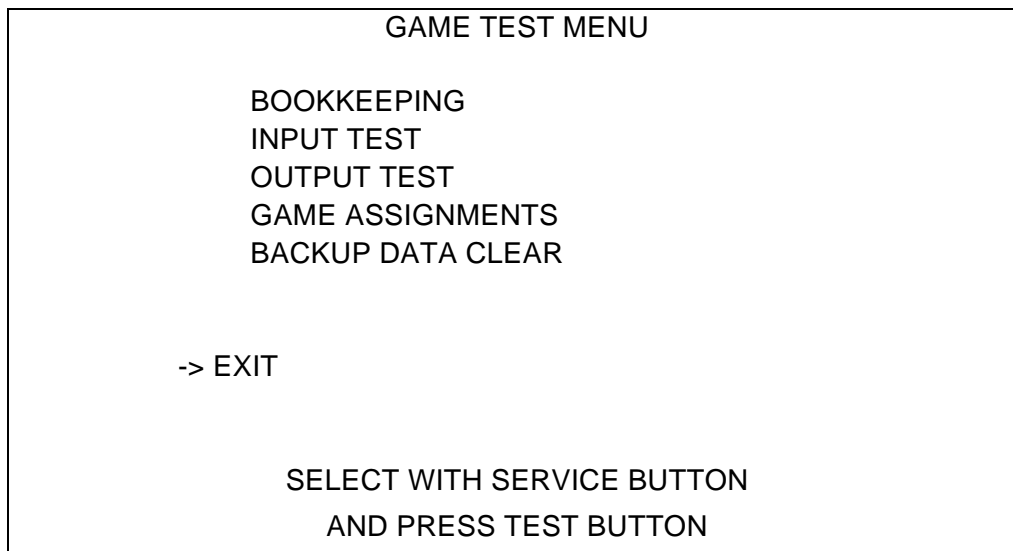 GAME TEST MENU
BOOKKEEPING
INPUT TEST
OUTPUT TEST
GAME ASSIGNMENTS
BACKUP DATA CLEAR
-> EXIT
SELECT WITH SERVICE BUTTON
AND PRESS TEST BUTTON